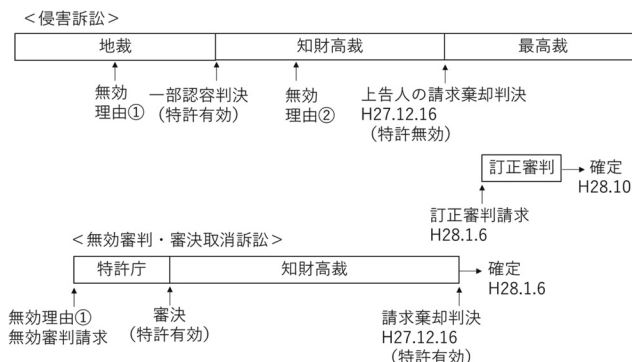 ＜侵害訴訟＞
地裁
知財高裁
最高裁
無効
理由①
一部認容判決
（特許有効）
無効
理由②
上告人の請求棄却判決
H27.12.16
（特許無効）
訂正審判
確定
H28.10
訂正審判請求
H28.1.6
＜無効審判・審決取消訴訟＞
特許庁
知財高裁
確定
H28.1.6
無効理由①
無効審判請求
審決
（特許有効）
請求棄却判決
H27.12.16
（特許有効）